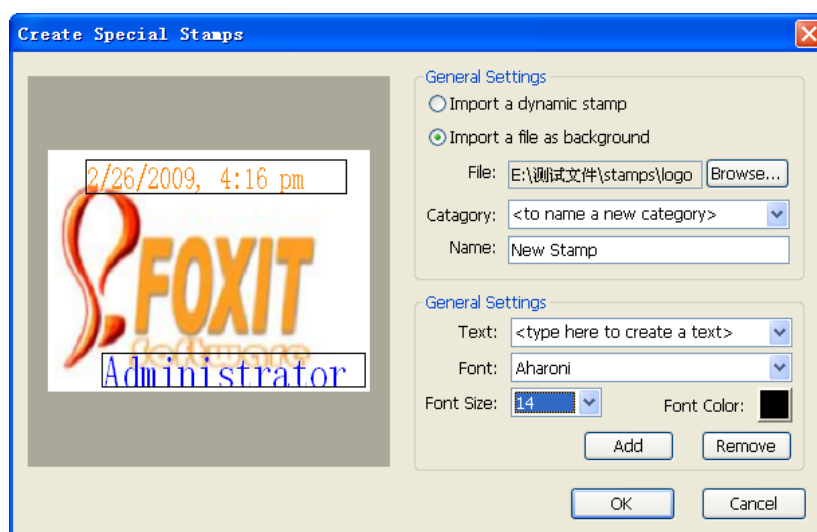 Create Special Stamps
2/26/2009, 4:16 pm
FOXIT
Software
Administrator
General Settings
Import a dynamic stamp
Import a file as background
File: E:\测试文件\stamps\logo Browse...
Catagory: <to name a new category>
Name: New Stamp
General Settings
Text: <type here to create a text>
Font: Aharoni
Font Size: 14 Font Color:
Add Remove
OK Cancel